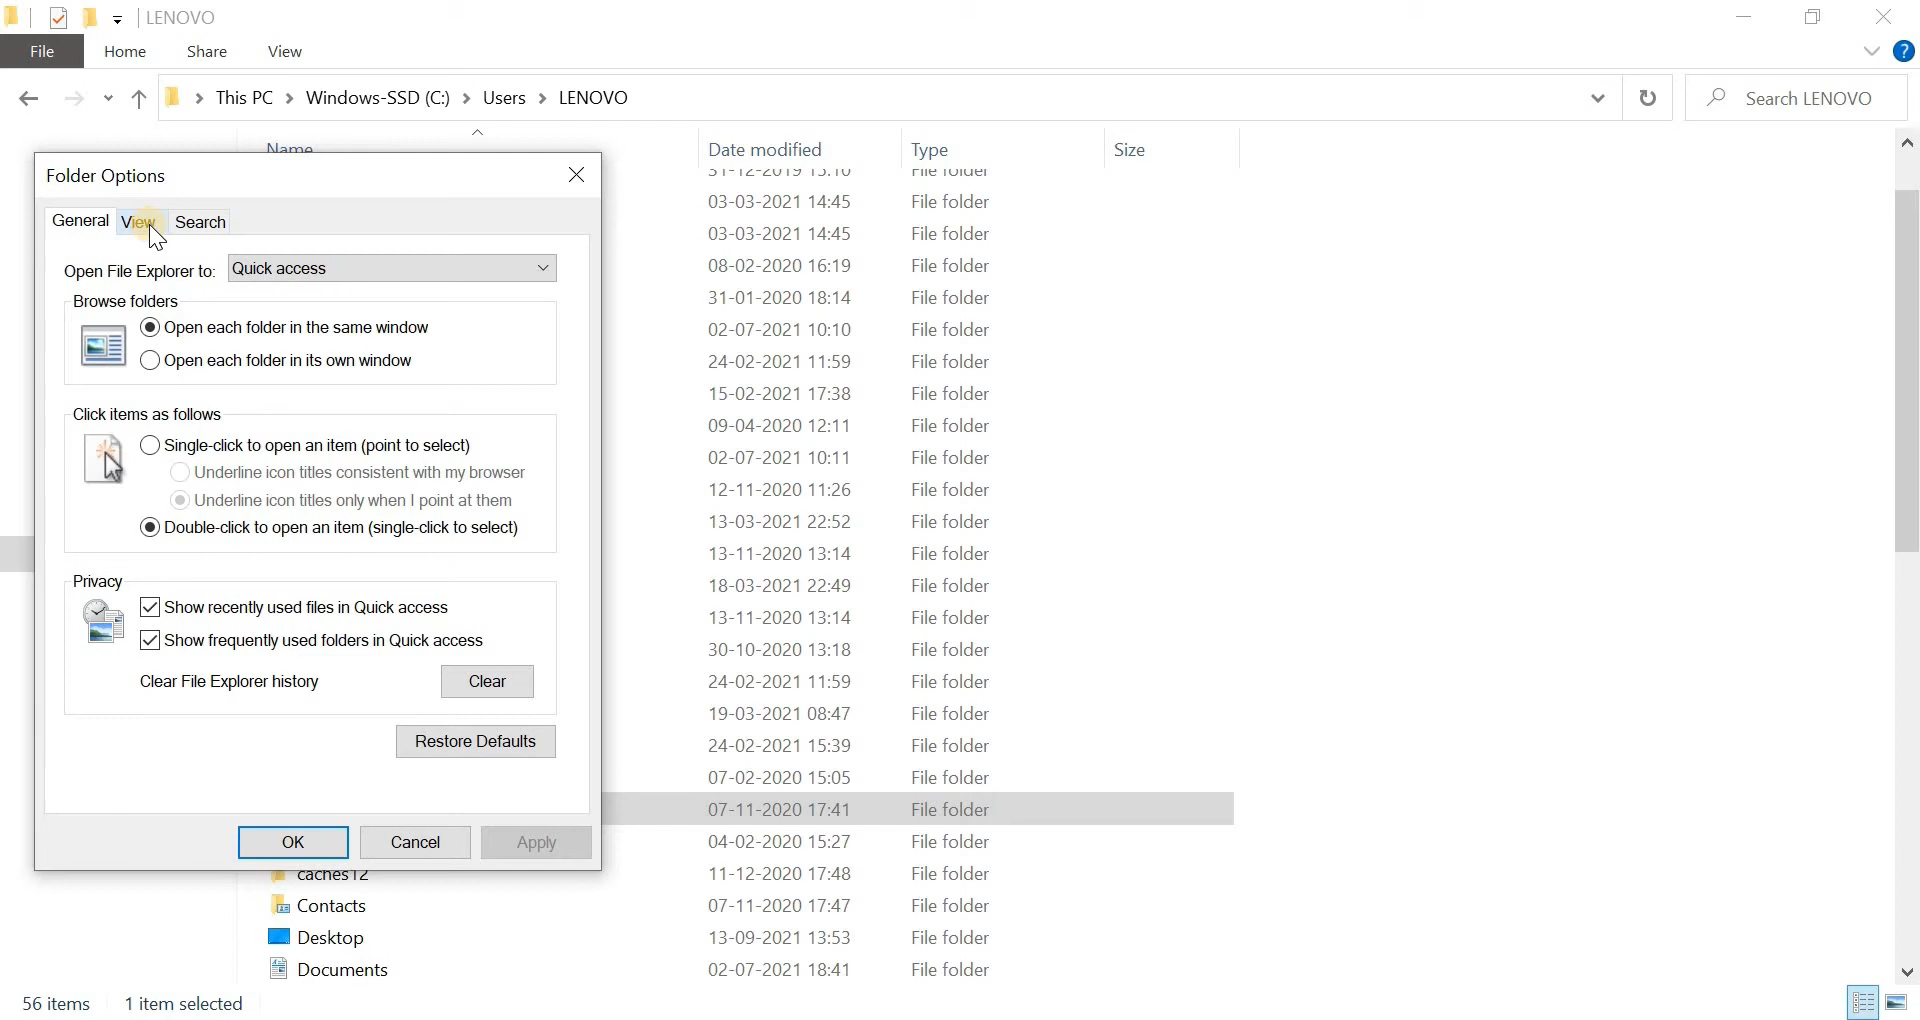 LENOVO
File Home Share View
This PC Windows-SSD (C:) Users LENOVO
Search LENOVO
Name Date modified Type Size
31-12-2019 15:10 File folder
Folder Options
03-03-2021 14:45 File folder
General View Search
03-03-2021 14:45 File folder
Open File Explorer to: Quick access
08-02-2020 16:19 File folder
Browse folders
31-01-2020 18:14 File folder
Open each folder in the same window
02-07-2021 10:10 File folder
Open each folder in its own window
24-02-2021 11:59 File folder
15-02-2021 17:38 File folder
Click items as follows
09-04-2020 12:11 File folder
Single-click to open an item (point to select)
02-07-2021 10:11 File folder
Underline icon titles consistent with my browser
12-11-2020 11:26 File folder
Underline icon titles only when I point at them
13-03-2021 22:52 File folder
Double-click to open an item (single-click to select)
13-11-2020 13:14 File folder
Privacy
18-03-2021 22:49 File folder
Show recently used files in Quick access
13-11-2020 13:14 File folder
Show frequently used folders in Quick access
30-10-2020 13:18 File folder
Clear File Explorer history Clear
24-02-2021 11:59 File folder
19-03-2021 08:47 File folder
Restore Defaults
24-02-2021 15:39 File folder
07-02-2020 15:05 File folder
07-11-2020 17:41 File folder
OK Cancel Apply
04-02-2020 15:27 File folder
caches12 11-12-2020 17:48 File folder
Contacts 07-11-2020 17:47 File folder
Desktop 13-09-2021 13:53 File folder
Documents 02-07-2021 18:41 File folder
56 items 1 item selected